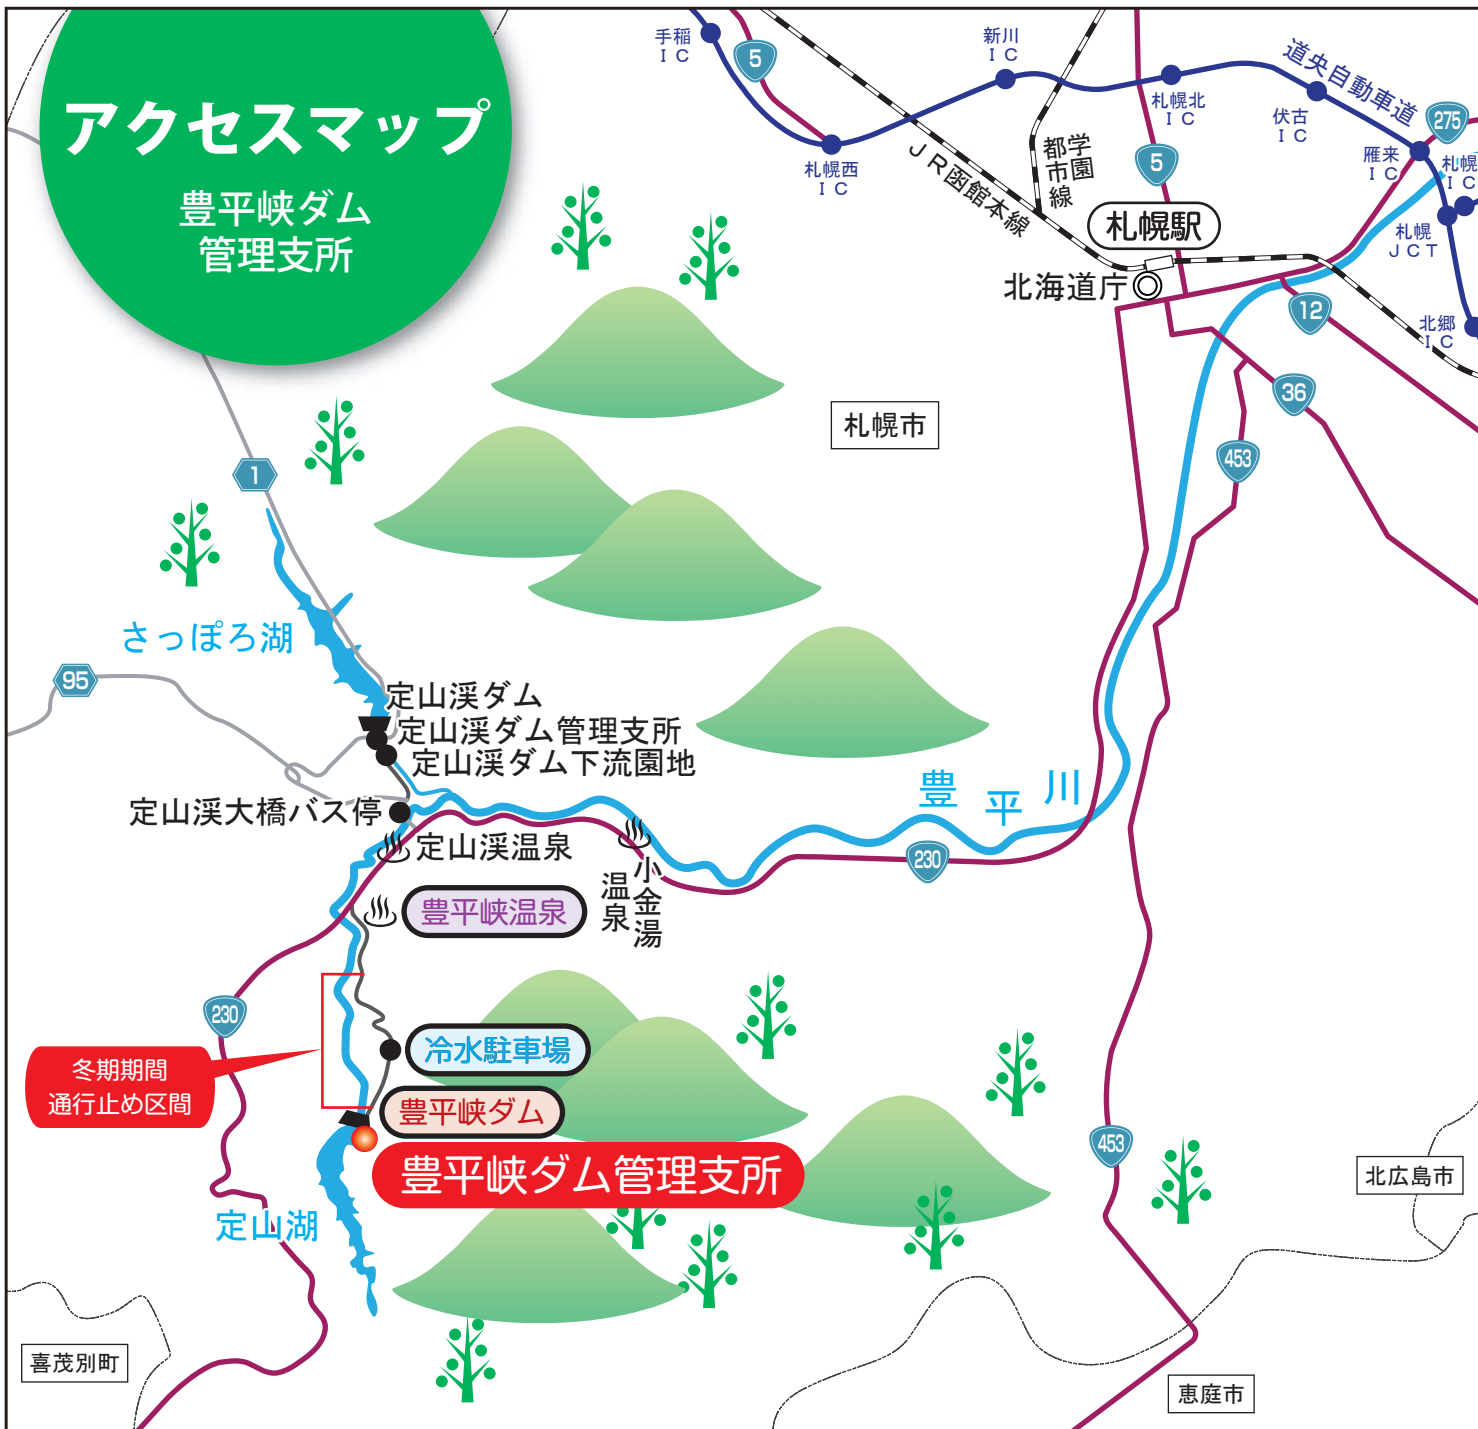 アクセスマップ
豊平峡ダム
管理支所
手稲
IC
5
新川
IC
札幌西
IC
札幌北
IC
道央自動車道
伏古
IC
275
雁来
IC
札幌
IC
札幌
JCT
北郷
IC
JR函館本線
学園
都市線
5
札幌駅
北海道庁
12
36
453
札幌市
1
さっぽろ湖
95
定山渓ダム
定山渓ダム管理支所
定山渓ダム下流園地
定山渓大橋バス停
定山渓温泉
小金湯
温泉
豊平川
230
豊平峡温泉
230
冬期期間
通行止め区間
冷水駐車場
豊平峡ダム
豊平峡ダム管理支所
定山湖
453
北広島市
喜茂別町
恵庭市